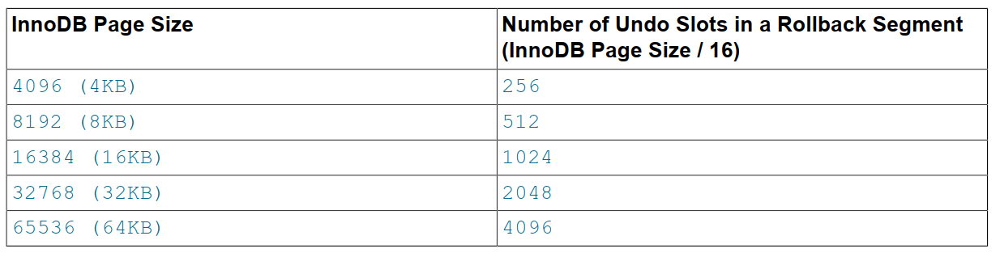 InnoDB Page Size
Number of Undo Slots in a Rollback Segment
(InnoDB Page Size / 16)
4096 (4KB)
256
8192 (8KB)
512
16384 (16KB)
1024
32768 (32KB)
2048
65536 (64KB)
4096